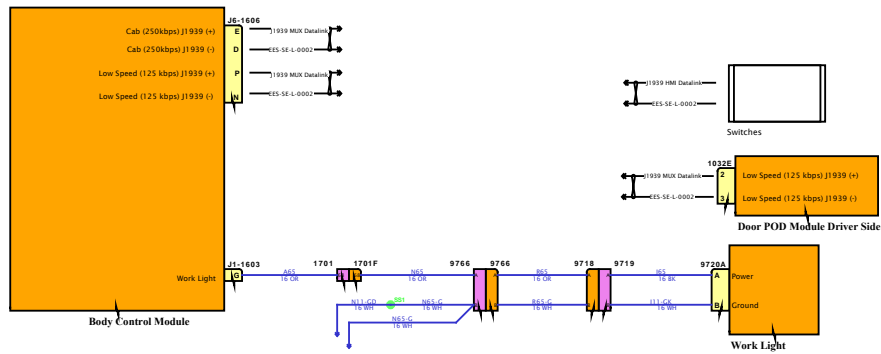 J6-1606
Cab (250kbps) J1939 (+) E J1939 MUX Datalink
Cab (250kbps) J1939 (-) D EES-SE-L-0002
Low Speed (125 kbps) J1939 (+) P J1939 MUX Datalink
Low Speed (125 kbps) J1939 (-) N EES-SE-L-0002
J1939 HMI Datalink
EES-SE-L-0002
Switches
1032E
J1939 MUX Datalink 2 Low Speed (125 kbps) J1939 (+)
EES-SE-L-0002 3 Low Speed (125 kbps) J1939 (-)
Door POD Module Driver Side
J1-1603 1701 1701F 9766 9766 9718 9719 9720A
Work Light G A65 N65 A A R65 A A I65 A Power
16 OR 16 OR 16 OR 16 BK
SB1
N11-GD N65-G R65-G I11-GK B Ground
16 WH 16 WH 16 WH 16 WH
N65-G
16 WH
Body Control Module
Work Light